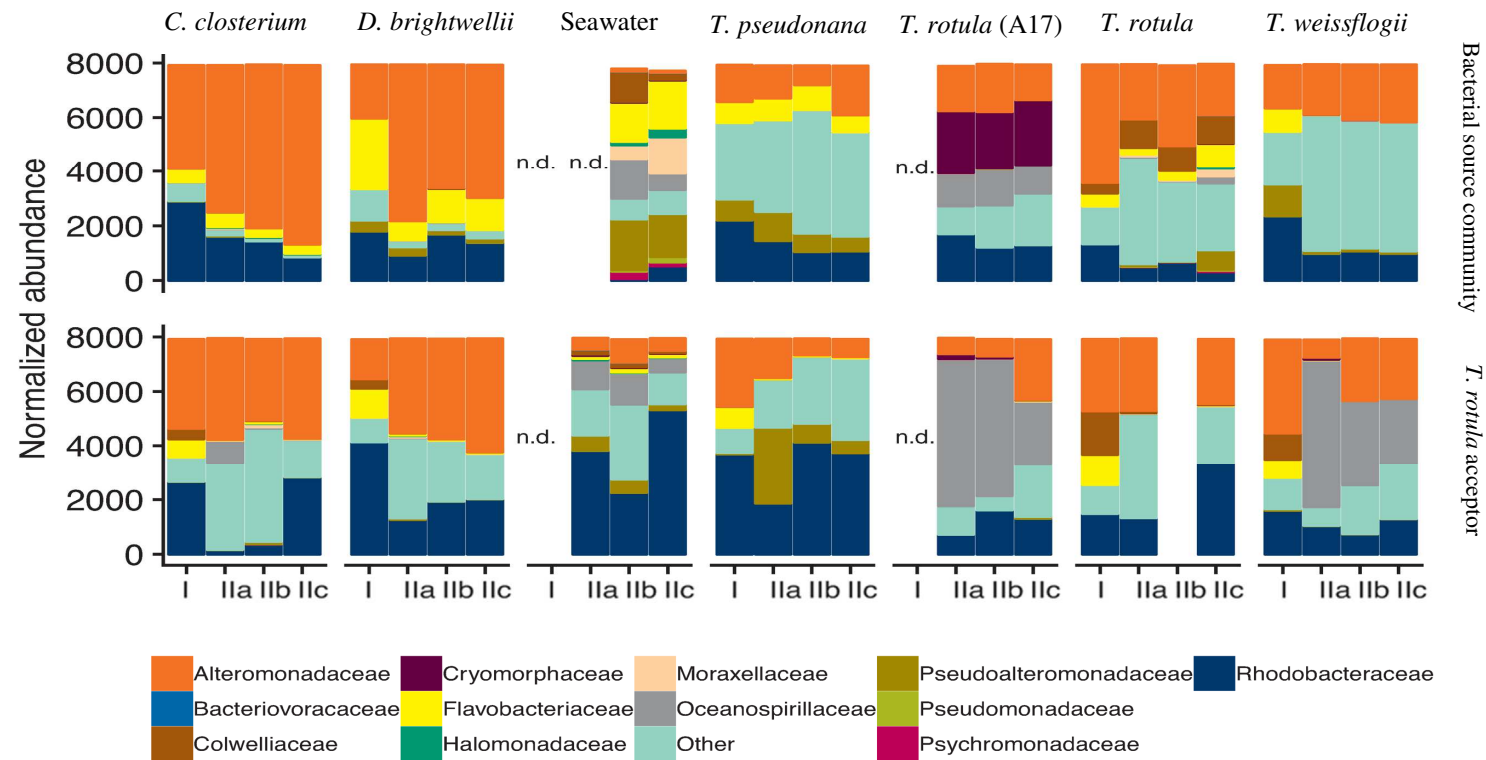 C. closterium D. brightwellii Seawater T. pseudonana T. rotula (A17) T. rotula T. weissflogii
Normalized abundance
8000
6000
4000
2000
0
n.d. n.d. n.d.
Bacterial source community
8000
6000
4000
2000
0
n.d. n.d.
T. rotula acceptor
I IIa IIb IIc I IIa IIb IIc I IIa IIb IIc I IIa IIb IIc I IIa IIb IIc I IIa IIb IIc I IIa IIb IIc
Alteromonadaceae Cryomorphaceae Moraxellaceae Pseudoalteromonadaceae Rhodobacteraceae
Bacteriovoracaceae Flavobacteriaceae Oceanospirillaceae Pseudomonadaceae
Colwelliaceae Halomonadaceae Other Psychromonadaceae